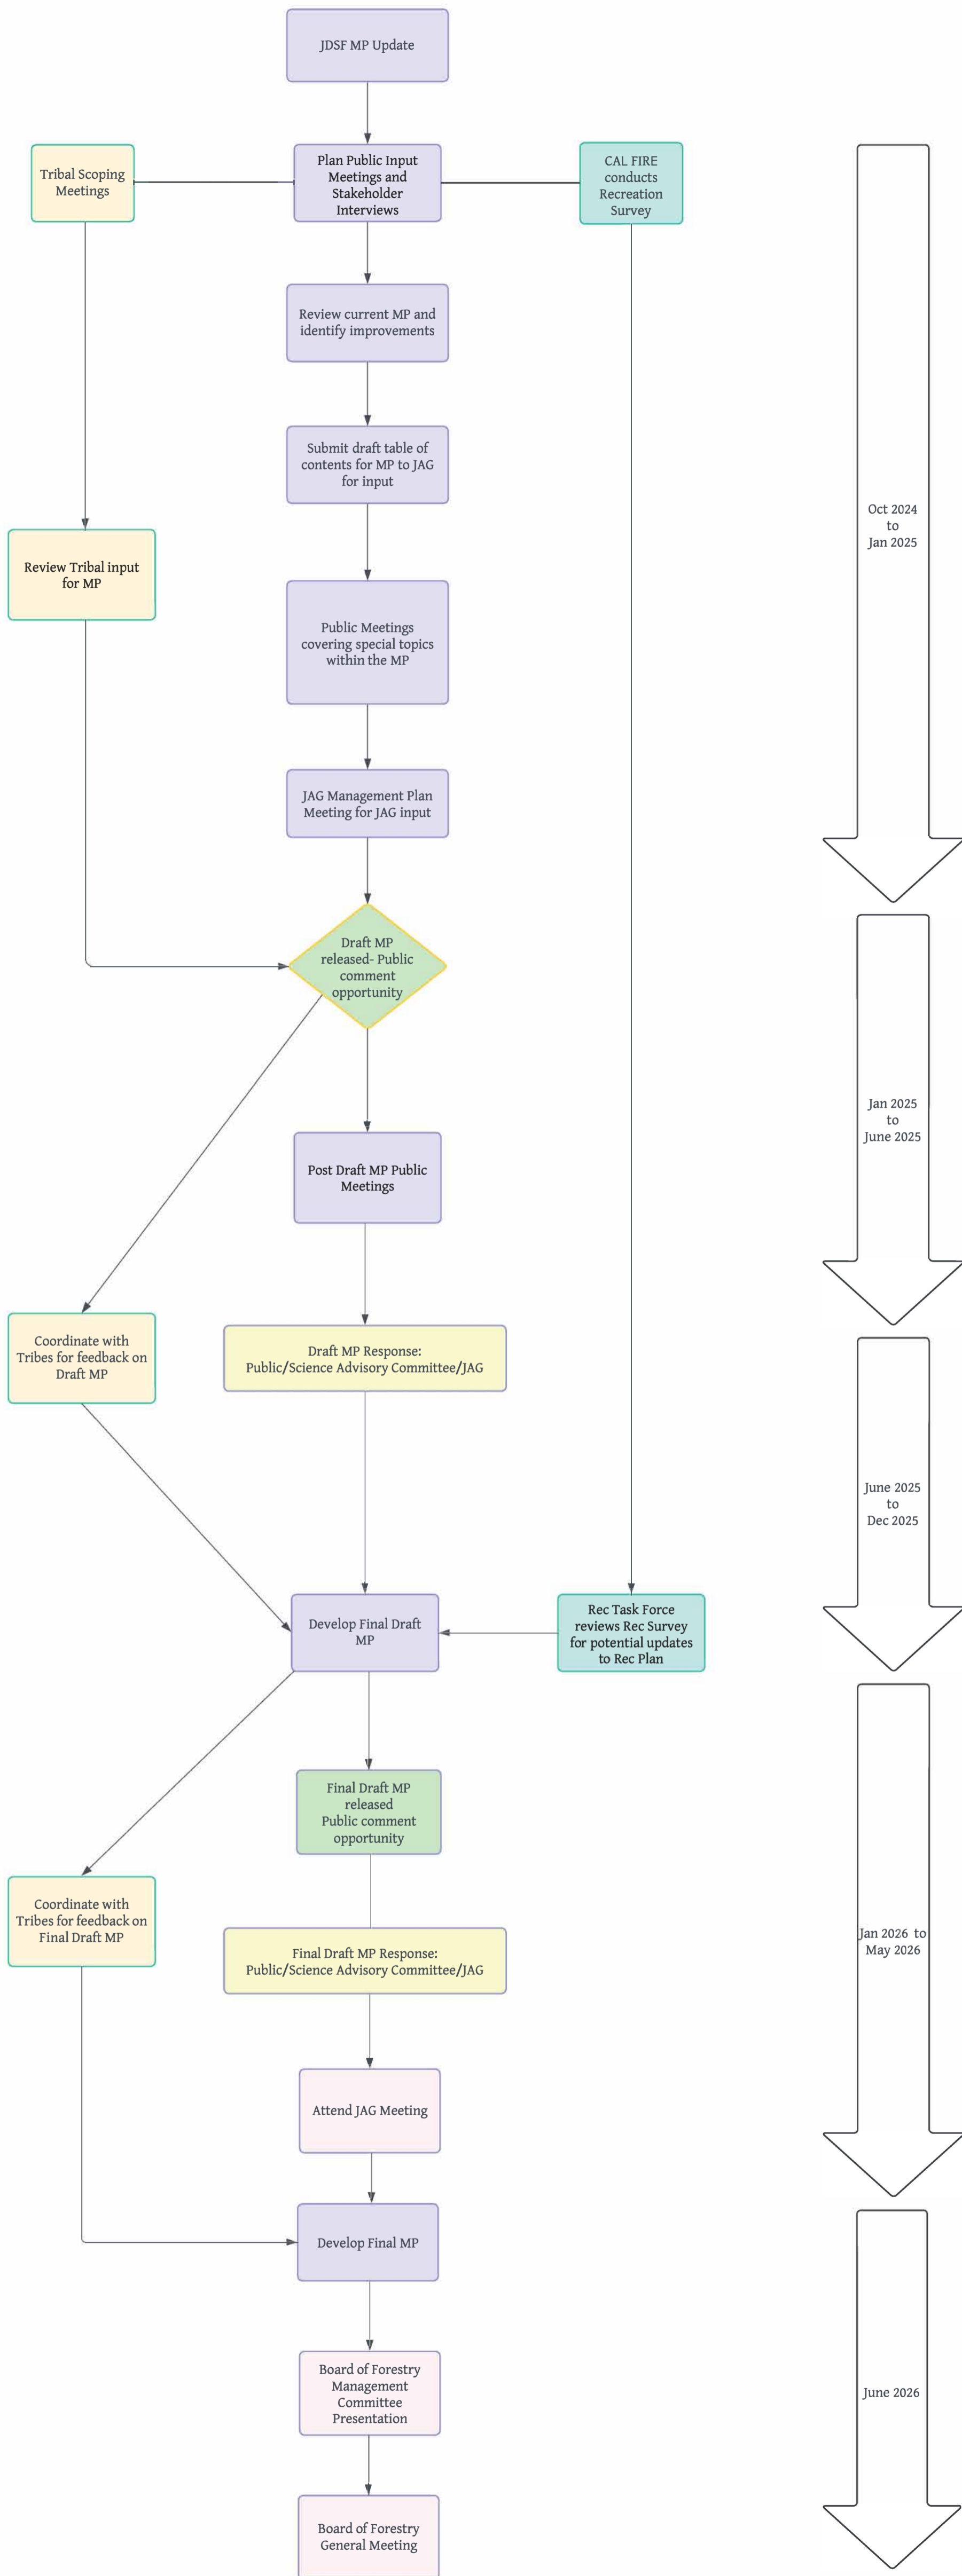 JDSF MP Update
Tribal Scoping
Meetings
Plan Public Input
Meetings and
Stakeholder
Interviews
CAL FIRE
conducts
Recreation
Survey
Review current MP and
identify improvements
Submit draft table of
contents for MP to JAG
for input
Oct 2024
to
Jan 2025
Review Tribal input
for MP
Public Meetings
covering special topics
within the MP
JAG Management Plan
Meeting for JAG input
Draft MP
released- Public
comment
opportunity
Jan 2025
to
June 2025
Post Draft MP Public
Meetings
Coordinate with
Tribes for feedback on
Draft MP
Draft MP Response:
Public/Science Advisory Committee/JAG
June 2025
to
Dec 2025
Develop Final Draft
MP
Rec Task Force
reviews Rec Survey
for potential updates
to Rec Plan
Final Draft MP
released
Public comment
opportunity
Coordinate with
Tribes for feedback on
Final Draft MP
Final Draft MP Response:
Public/Science Advisory Committee/JAG
Jan 2026 to
May 2026
Attend JAG Meeting
Develop Final MP
Board of Forestry
Management
Committee
Presentation
June 2026
Board of Forestry
General Meeting